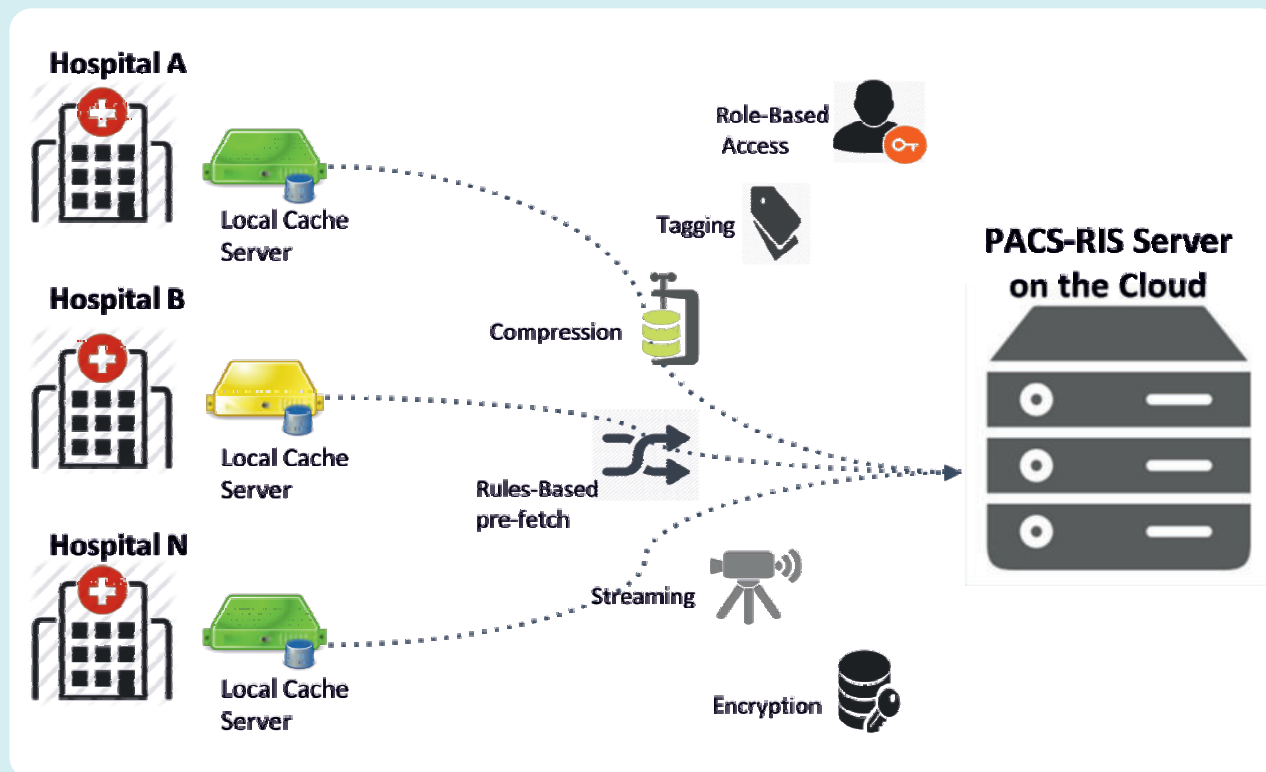 Hospital A
Local Cache
Server
Hospital B
Local Cache
Server
Hospital N
Local Cache
Server
Role-Based
Access
Tagging
Compression
Rules-Based
pre-fetch
Streaming
Encryption
PACS-RIS Server
on the Cloud